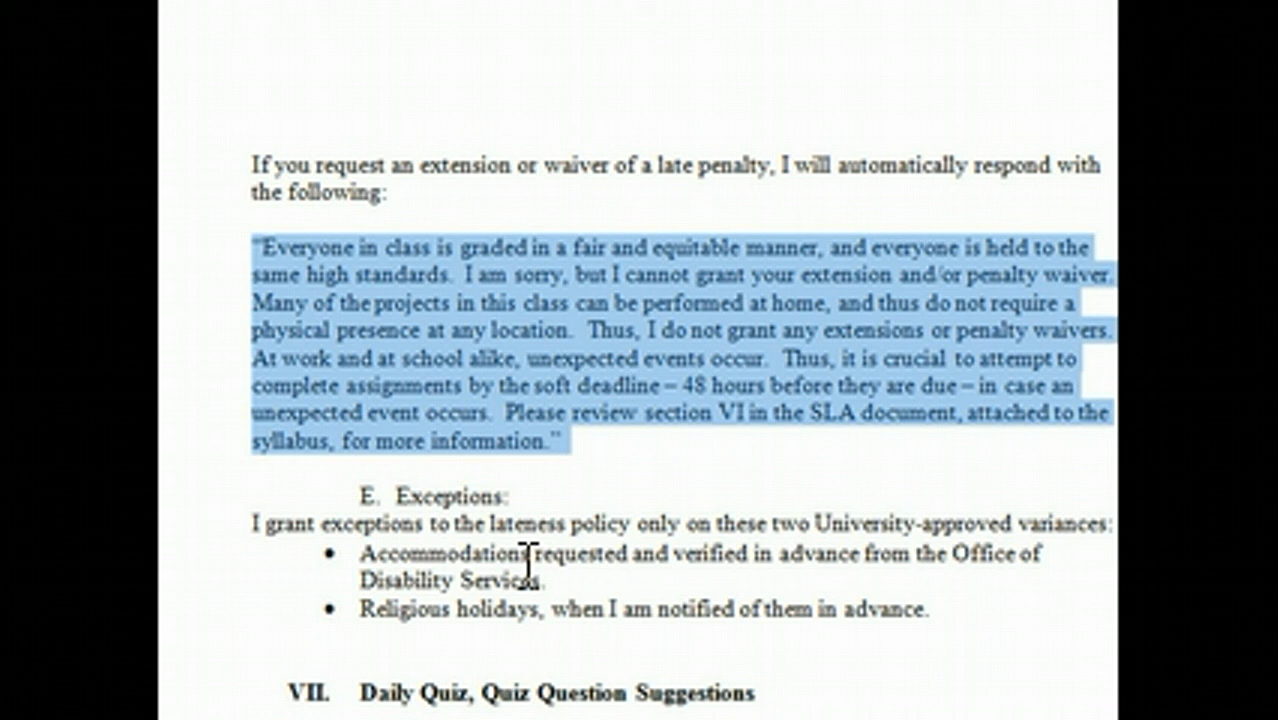 If you request an extension or waiver of a late penalty, I will automatically respond with
the following:
"Everyone in class is graded in a fair and equitable manner, and everyone is held to the
same high standards.  I am sorry, but I cannot grant your extension and/or penalty waiver.
Many of the projects in this class can be performed at home, and thus do not require a
physical presence at any location.  Thus, I do not grant any extensions or penalty waivers.
At work and at school alike, unexpected events occur.  Thus, it is crucial to attempt to
complete assignments by the soft deadline – 48 hours before they are due – in case an
unexpected event occurs.  Please review section VI in the SLA document, attached to the
syllabus, for more information."
E. Exceptions:
I grant exceptions to the lateness policy only on these two University-approved variances:
• Accommodations requested and verified in advance from the Office of
Disability Services.
• Religious holidays, when I am notified of them in advance.
VII. Daily Quiz, Quiz Question Suggestions